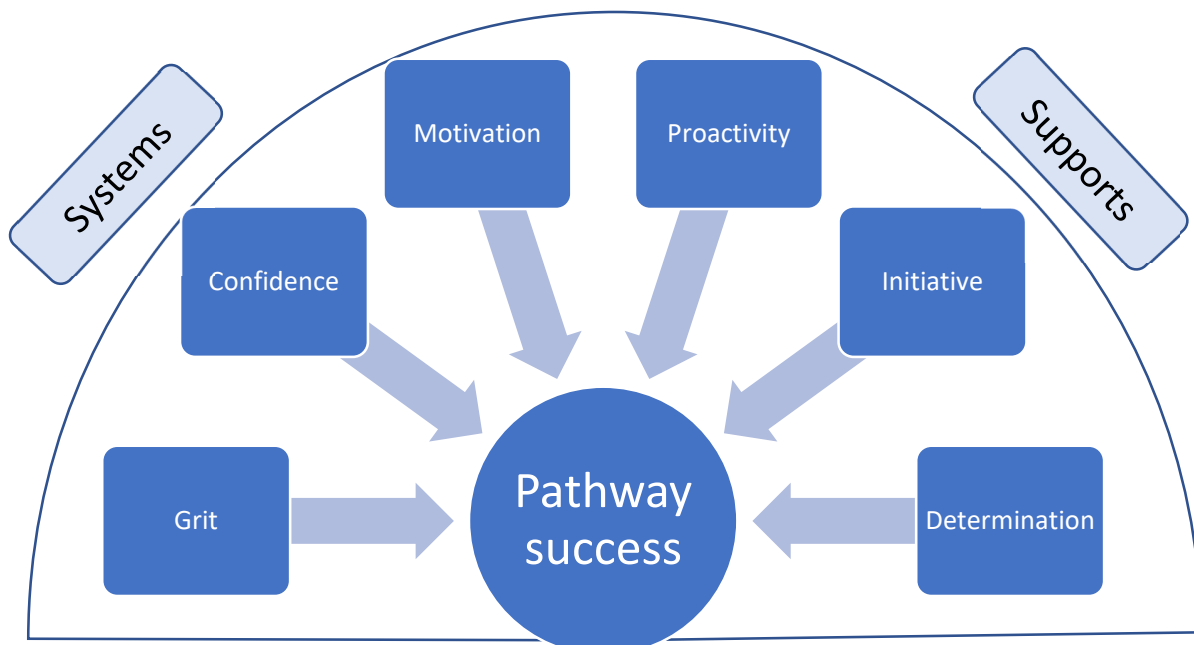 Systems
Motivation
Proactivity
Supports
Confidence
Initiative
Grit
Pathway
success
Determination